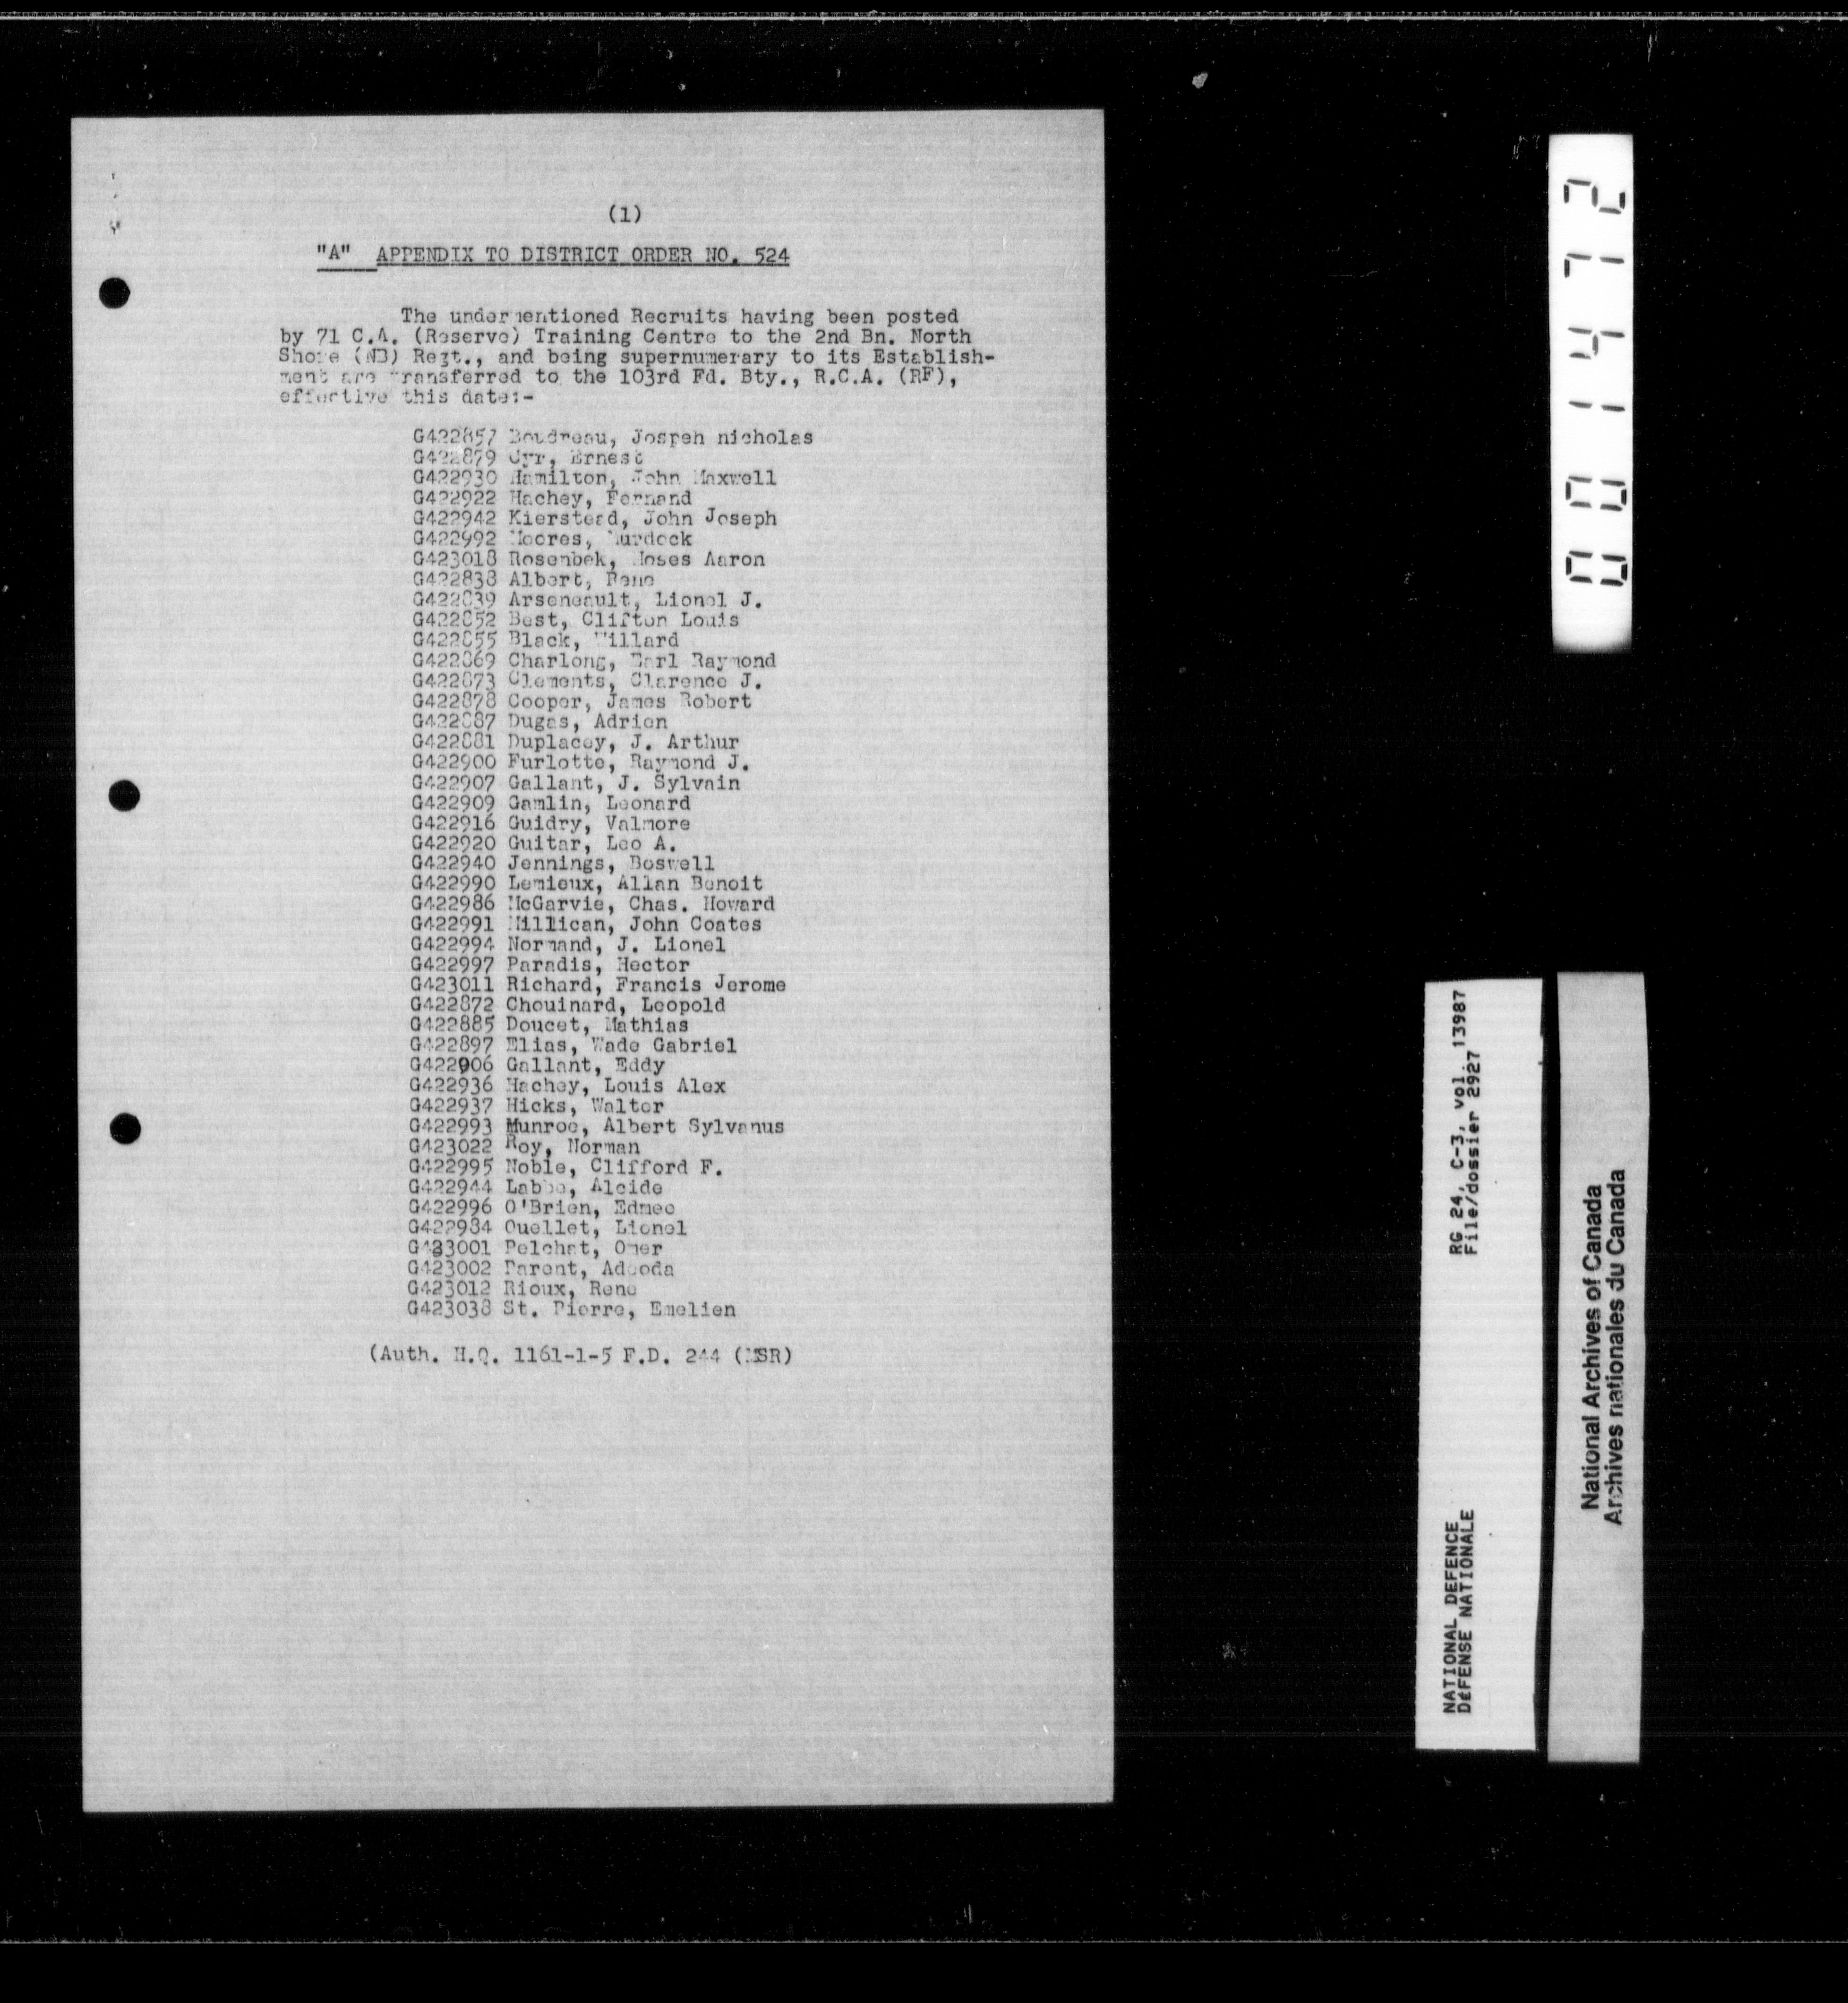 (1)
"A" APPENDIX TO DISTRICT ORDER NO. 524
The undermentioned Recruits having been posted
by 71 C.A. (Reserve) Training Centre to the 2nd Bn. North
Shore (NB) Regt., and being supernumerary to its Establish-
ment are transferred to the 103rd Fd. Bty., R.C.A. (RF),
effective this date:-
G422857 Boudreau, Jospeh nicholas
G422879 Cyr, Ernest
G422930 Hamilton, John Maxwell
G422922 Hachey, Fernand
G422942 Kierstead, John Joseph
G422992 Moores, Murdock
G423018 Rosenbek, Moses Aaron
G422838 Albert, Rene
G422839 Arseneault, Lionel J.
G422852 Best, Clifton Louis
G422855 Black, Willard
G422869 Charlong, Earl Raymond
G422873 Clements, Clarence J.
G422878 Cooper, James Robert
G422887 Dugas, Adrien
G422881 Duplacey, J. Arthur
G422900 Furlotte, Raymond J.
G422907 Gallant, J. Sylvain
G422909 Gamlin, Leonard
G422916 Guidry, Valmore
G422920 Guitar, Leo A.
G422940 Jennings, Boswell
G422990 Lemieux, Allan Benoit
G422986 McGarvie, Chas. Howard
G422991 Millican, John Coates
G422994 Normand, J. Lionel
G422997 Paradis, Hector
G423011 Richard, Francis Jerome
G422872 Chouinard, Leopold
G422885 Doucet, Mathias
G422897 Elias, Wade Gabriel
G422906 Gallant, Eddy
G422936 Hachey, Louis Alex
G422937 Hicks, Walter
G422993 Munroe, Albert Sylvanus
G423022 Roy, Norman
G422995 Noble, Clifford F.
G422944 Labbe, Alcide
G422996 O'Brien, Edmee
G422984 Ouellet, Lionel
G423001 Pelchat, Omer
G423002 Parent,
G423012 Rioux, Rene
G423038 St. Pierre, Emelien
(Auth. H.Q. 1161-1-5 F.D. 244 (MSR)
001472
RG 24, C-3, vol. 13987
File/dossier 2927
NATIONAL DEFENCE
DÉFENSE NATIONALE
National Archives of Canada
Archives nationales du Canada